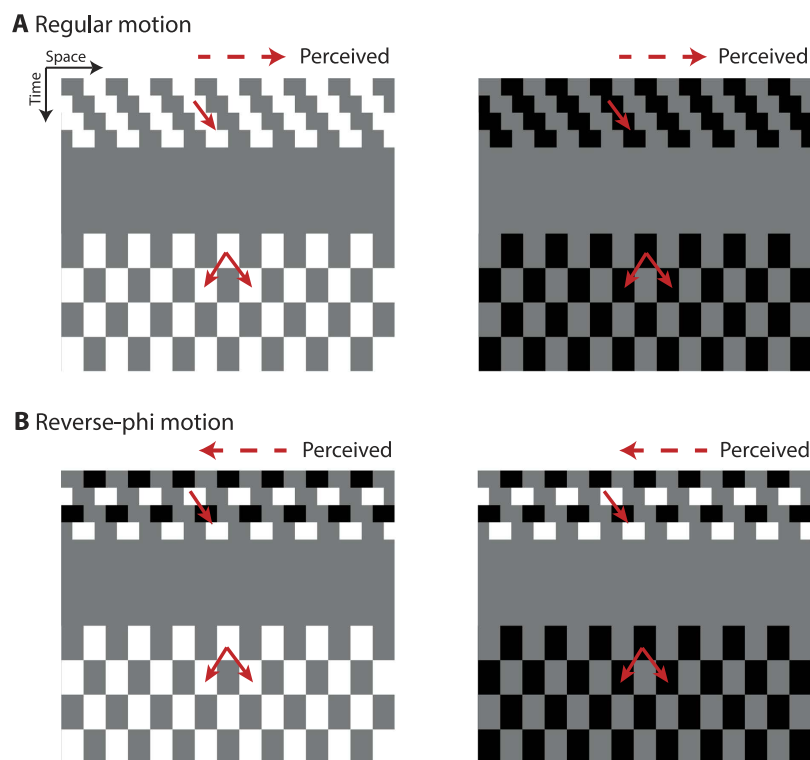 A Regular motion
Space
Time
Perceived
Perceived
B Reverse-phi motion
Perceived
Perceived